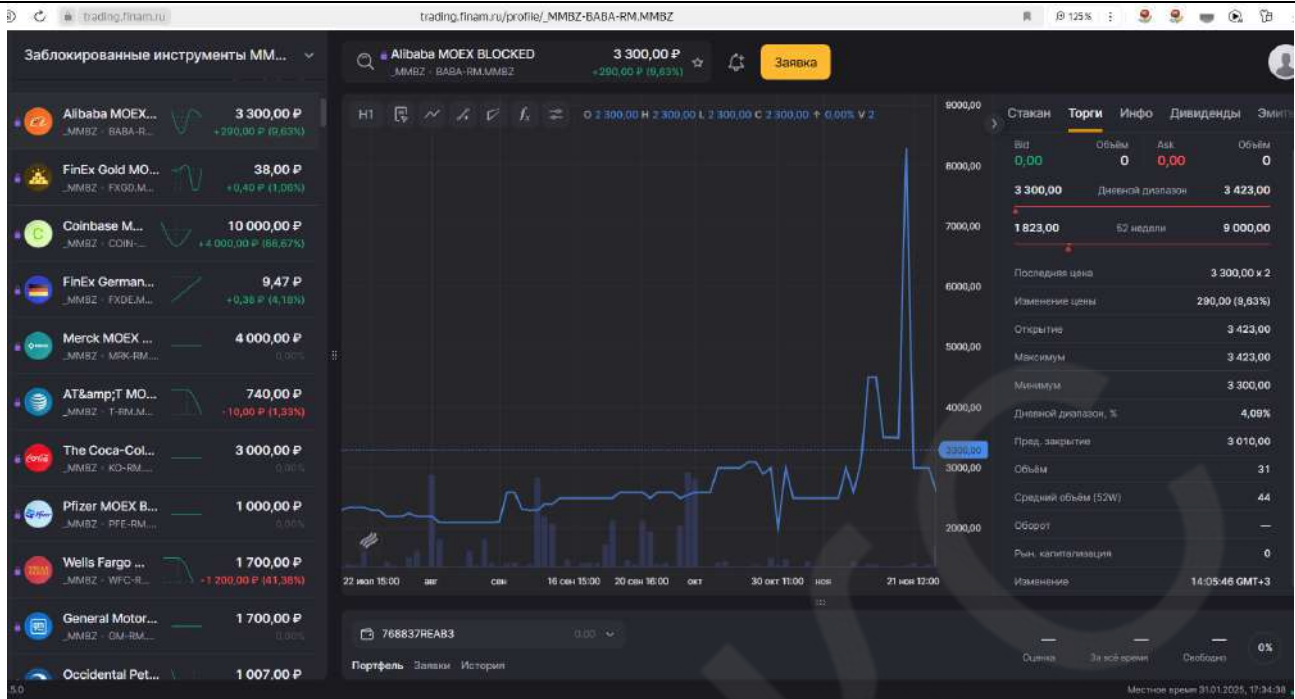 trading.finam.ru
trading.finam.ru/profile/_MMBZ-BABA-RM.MMBZ
125 %
Заблокированные инструменты ММ...
Alibaba MOEX...
3 300,00 ₽
_MMBZ · BABA-R...
+290,00 ₽ (9,63%)
FinEx Gold MO...
38,00 ₽
_MMBZ · FXGD.M...
+0,40 ₽ (1,06%)
C
Coinbase M...
10 000,00 ₽
_MMBZ · COIN-...
+4 000,00 ₽ (66,67%)
FinEx German...
9,47 ₽
_MMBZ · FXDE.M...
+0,38 ₽ (4,18%)
Merck MOEX ...
4 000,00 ₽
_MMBZ · MRK-RM....
0,00%
AT&amp;T MO...
740,00 ₽
_MMBZ · T-RM.M...
-10,00 ₽ (1,33%)
The Coca-Col...
3 000,00 ₽
_MMBZ · KO-RM....
0,00%
Pfizer MOEX B...
1 000,00 ₽
_MMBZ · PFE-RM....
0,00%
Wells Fargo ...
1 700,00 ₽
_MMBZ · WFC-R...
-1 200,00 ₽ (41,38%)
General Motor...
1 700,00 ₽
_MMBZ · GM-RM....
0,00%
Occidental Pet...
1 007,00 ₽
5.0
Alibaba MOEX BLOCKED
_MMBZ · BABA-RM.MMBZ
3 300,00 ₽
+290,00 ₽ (9,63%)
Заявка
H1
O 2 300,00 H 2 300,00 L 2 300,00 C 2 300,00 + 0,00% V 2
9000,00
8000,00
7000,00
6000,00
5000,00
4000,00
3300,00
3000,00
2000,00
22 июл 15:00
авг
сен
16 сен 15:00
20 сен 16:00
окт
30 окт 11:00
ноя
21 ноя 12:00
768837REAB3
0,00
Портфель Заявки История
Стакан Торги Инфо Дивиденды Эмит
Bid Объём Ask Объём
0,00 0 0,00 0
3 300,00 Дневной диапазон 3 423,00
1 823,00 52 недели 9 000,00
Последняя цена 3 300,00 x 2
Изменение цены 290,00 (9,63%)
Открытие 3 423,00
Максимум 3 423,00
Минимум 3 300,00
Дневной диапазон, % 4,09%
Пред. закрытие 3 010,00
Объём 31
Средний объём (52W) 44
Оборот —
Рын. капитализация 0
Изменение 14:05:46 GMT+3
— — —
Оценка За всё время Свободно
0%
Местное время 31.01.2025, 17:34:38